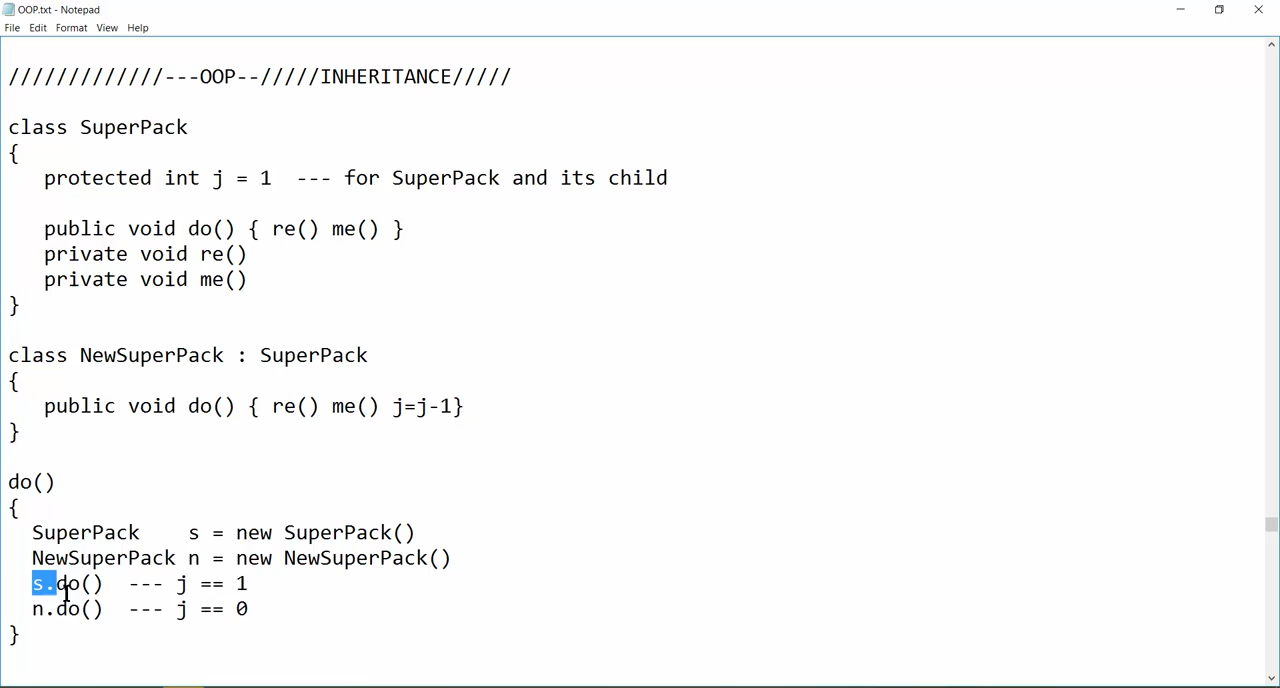 OOP.txt - Notepad
File Edit Format View Help
/////////////---OOP--/////INHERITANCE/////
class SuperPack
{
protected int j = 1 --- for SuperPack and its child
public void do() { re() me() }
private void re()
private void me()
}
class NewSuperPack : SuperPack
{
public void do() { re() me() j=j-1}
}
do()
{
SuperPack s = new SuperPack()
NewSuperPack n = new NewSuperPack()
s.do() --- j == 1
n.do() --- j == 0
}